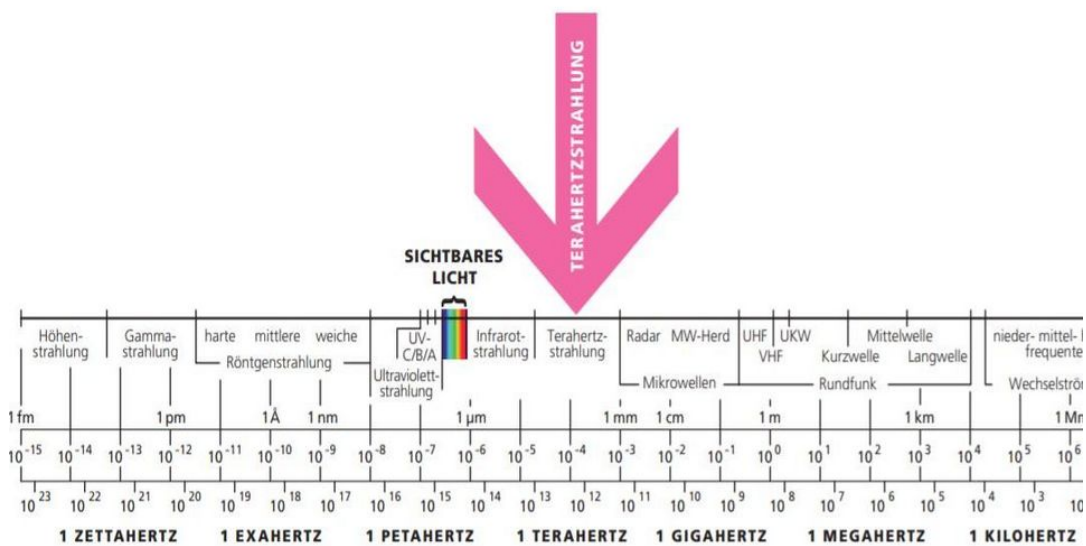 TERAHERTZSTRAHLUNG
SICHTBARES
LICHT
Höhen-
strahlung
Gamma-
strahlung
harte mittlere weiche
Röntgenstrahlung
UV-
C/B/A
Ultraviolett-
strahlung
Infrarot-
strahlung
Terahertz-
strahlung
Radar MW-Herd
Mikrowellen
UHF UKW
VHF
Mittelwelle
Kurzwelle Langwelle
Rundfunk
nieder- mittel-
frequente
Wechselströ
1 fm 1 pm 1 Å 1 nm 1 µm 1 mm 1 cm 1 m 1 km 1 Mm
10⁻¹⁵ 10⁻¹⁴ 10⁻¹³ 10⁻¹² 10⁻¹¹ 10⁻¹⁰ 10⁻⁹ 10⁻⁸ 10⁻⁷ 10⁻⁶ 10⁻⁵ 10⁻⁴ 10⁻³ 10⁻² 10⁻¹ 10⁰ 10¹ 10² 10³ 10⁴ 10⁵ 10⁶
10²³ 10²² 10²¹ 10²⁰ 10¹⁹ 10¹⁸ 10¹⁷ 10¹⁶ 10¹⁵ 10¹⁴ 10¹³ 10¹² 10¹¹ 10¹⁰ 10⁹ 10⁸ 10⁷ 10⁶ 10⁵ 10⁴ 10³
1 ZETTAHERTZ 1 EXAHERTZ 1 PETAHERTZ 1 TERAHERTZ 1 GIGAHERTZ 1 MEGAHERTZ 1 KILOHERTZ